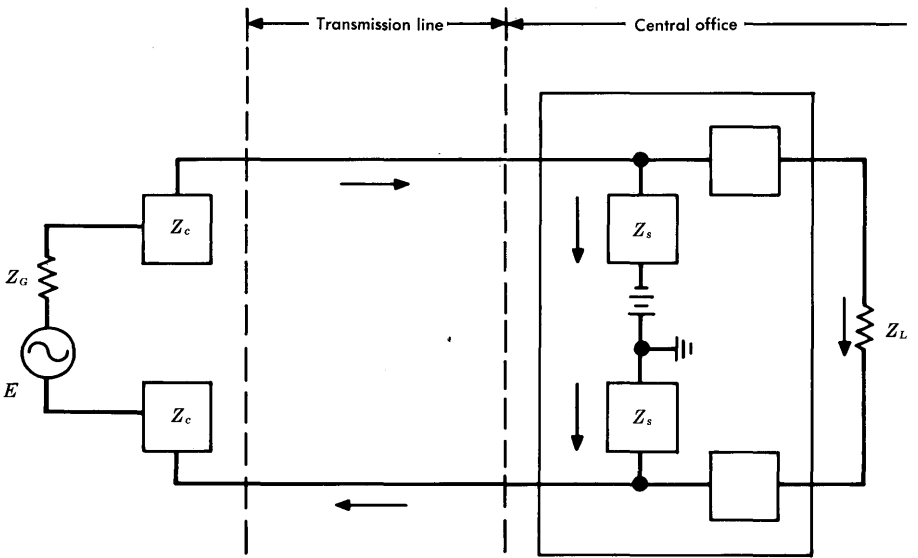 Transmission line
Central office
Z_c
Z_s
Z_G
Z_L
E
Z_c
Z_s